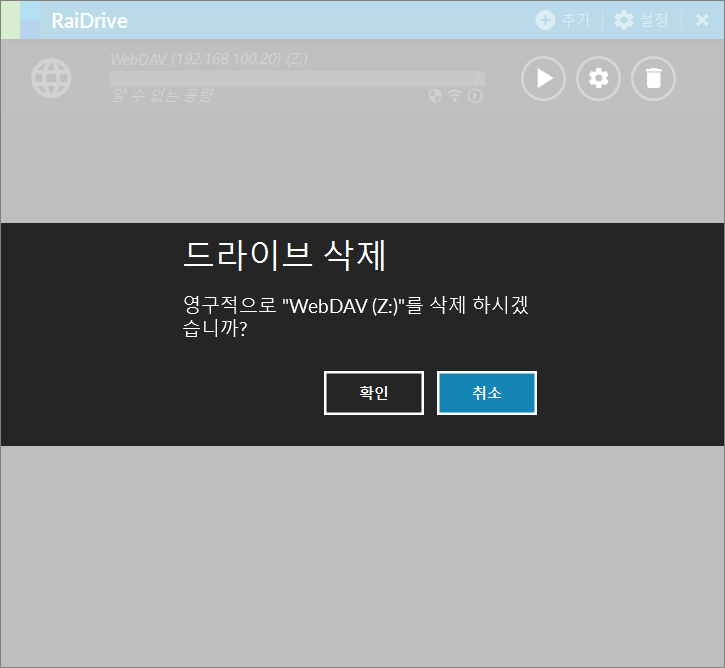 RaiDrive
추가
설정
WebDAV (192.168.100.20) (Z:)
알 수 없는 용량
드라이브 삭제
영구적으로 "WebDAV (Z:)"를 삭제 하시겠
습니까?
확인
취소